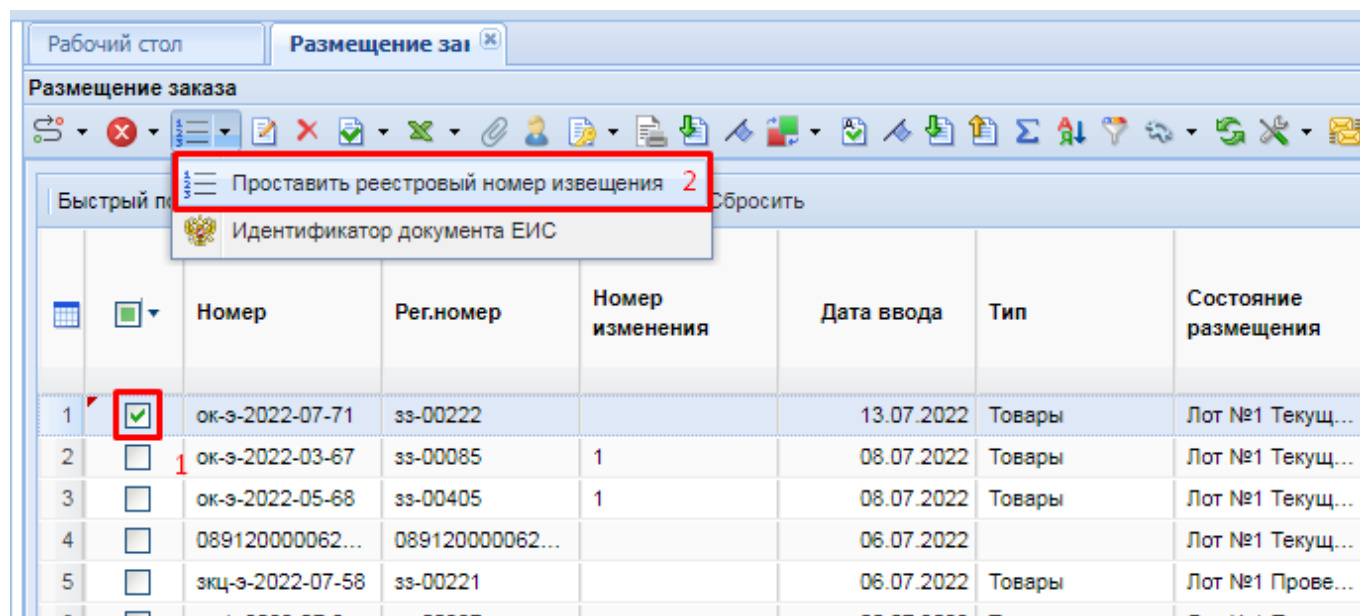 Рабочий стол Размещение заı
Размещение заказа
Проставить реестровый номер извещения 2
Быстрый по Сбросить
Идентификатор документа ЕИС
Номер Рег.номер Номер изменения Дата ввода Тип Состояние размещения
1 ок-э-2022-07-71 зз-00222 13.07.2022 Товары Лот №1 Текущ...
1
2 ок-э-2022-03-67 зз-00085 1 08.07.2022 Товары Лот №1 Текущ...
3 ок-э-2022-05-68 зз-00405 1 08.07.2022 Товары Лот №1 Текущ...
4 089120000062... 089120000062... 06.07.2022 Лот №1 Текущ...
5 зкц-э-2022-07-58 зз-00221 06.07.2022 Товары Лот №1 Прове...